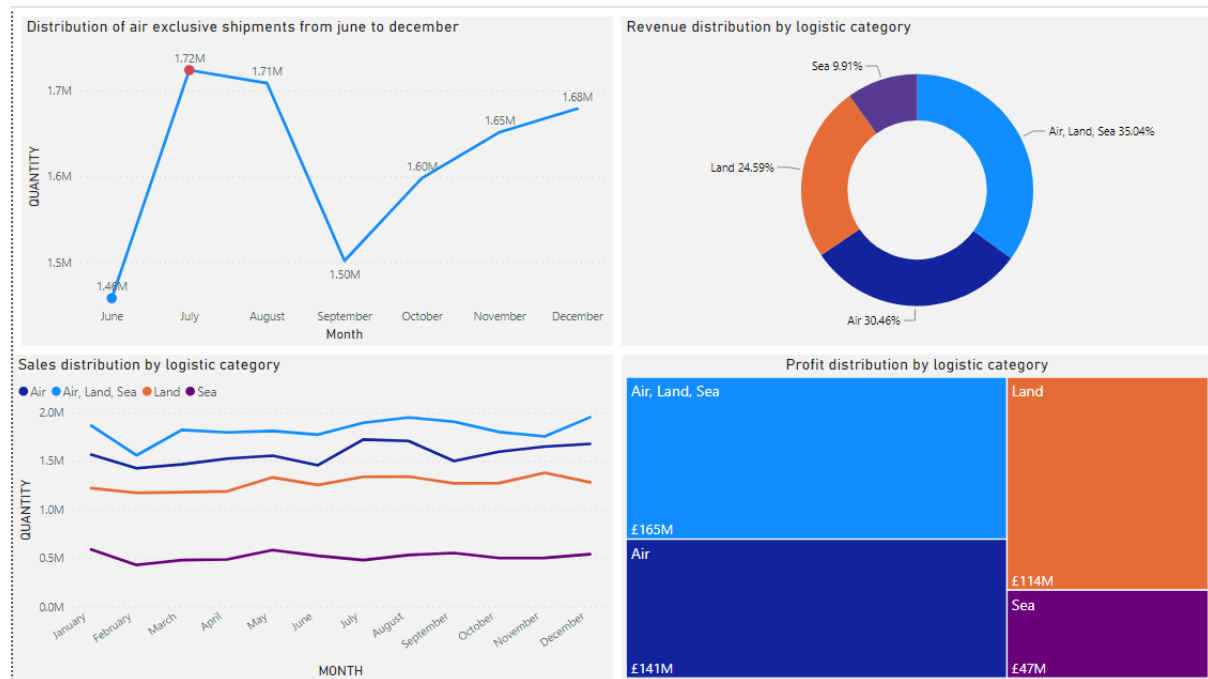 Distribution of air exclusive shipments from june to december
1.72M
1.71M
1.7M
1.68M
1.65M
1.60M
1.6M
QUANTITY
1.5M
1.50M
1.46M
June July August September October November December
Month
Revenue distribution by logistic category
Sea 9.91%
Air, Land, Sea 35.04%
Land 24.59%
Air 30.46%
Sales distribution by logistic category
Air Air, Land, Sea Land Sea
2.0M
1.5M
1.0M
0.5M
0.0M
QUANTITY
January February March April May June July August September October November December
MONTH
Profit distribution by logistic category
Air, Land, Sea
£165M
Air
£141M
Land
£114M
Sea
£47M